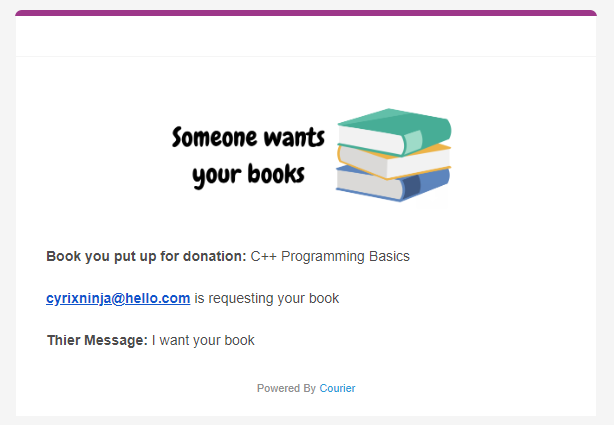 Someone wants
your books
Book you put up for donation: C++ Programming Basics
cyrixninja@hello.com is requesting your book
Thier Message: I want your book
Powered By Courier